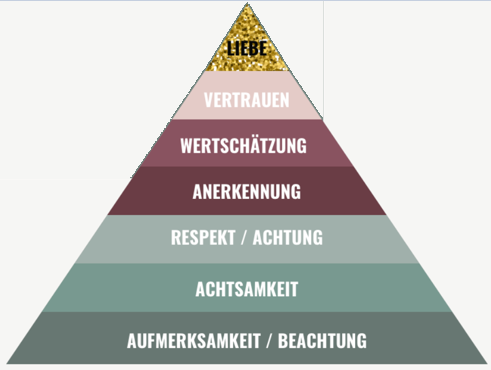 LIEBE
VERTRAUEN
WERTSCHÄTZUNG
ANERKENNUNG
RESPEKT / ACHTUNG
ACHTSAMKEIT
AUFMERKSAMKEIT / BEACHTUNG